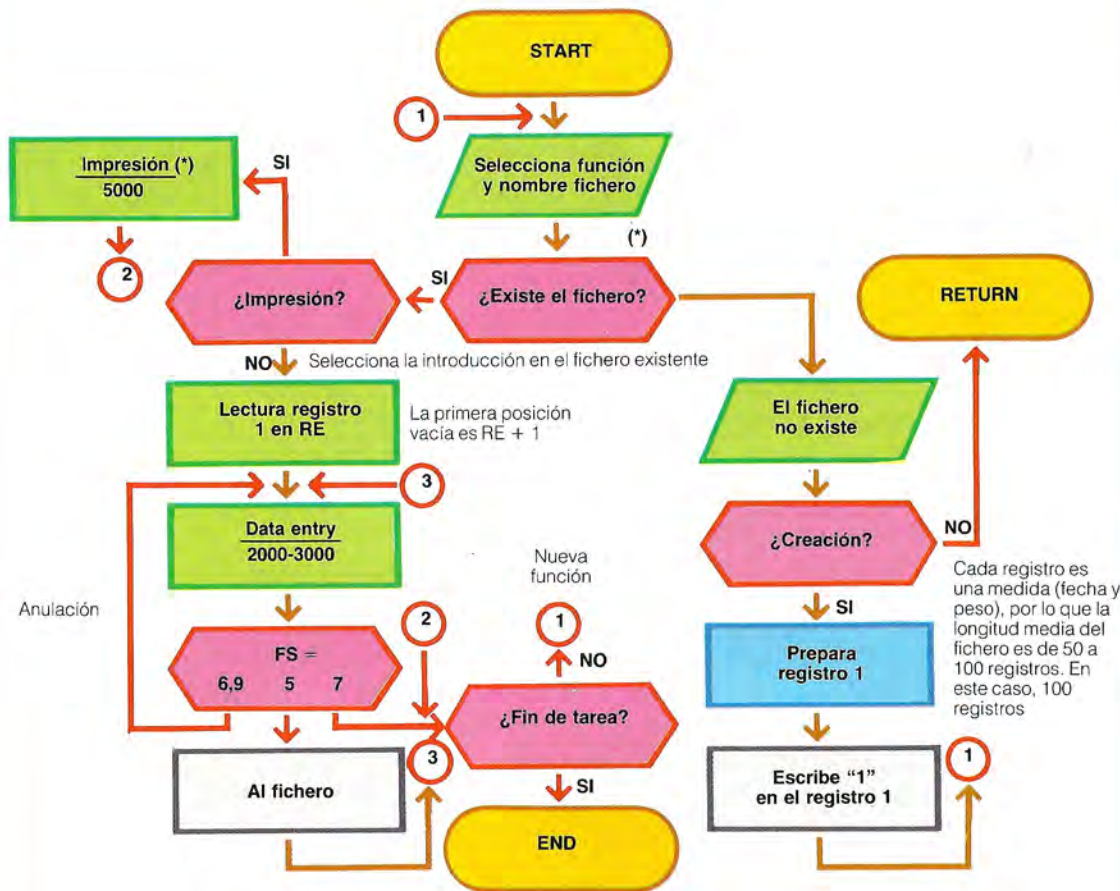 START
1
Selecciona función
y nombre fichero
(*)
Impresión (*)
5000
SI
2
¿Impresión?
SI
¿Existe el fichero?
RETURN
NO
Selecciona la introducción en el fichero existente
Lectura registro
1 en RE
La primera posición
vacía es RE + 1
El fichero
no existe
3
Data entry
2000-3000
¿Creación?
NO
Anulación
Nueva
función
1
NO
2
SI
Cada registro es
una medida (fecha y
peso), por lo que la
longitud media del
fichero es de 50 a
100 registros. En
este caso, 100
registros
FS =
6,9 5 7
¿Fin de tarea?
Prepara
registro 1
3
SI
Al fichero
END
Escribe “1”
en el registro 1
1